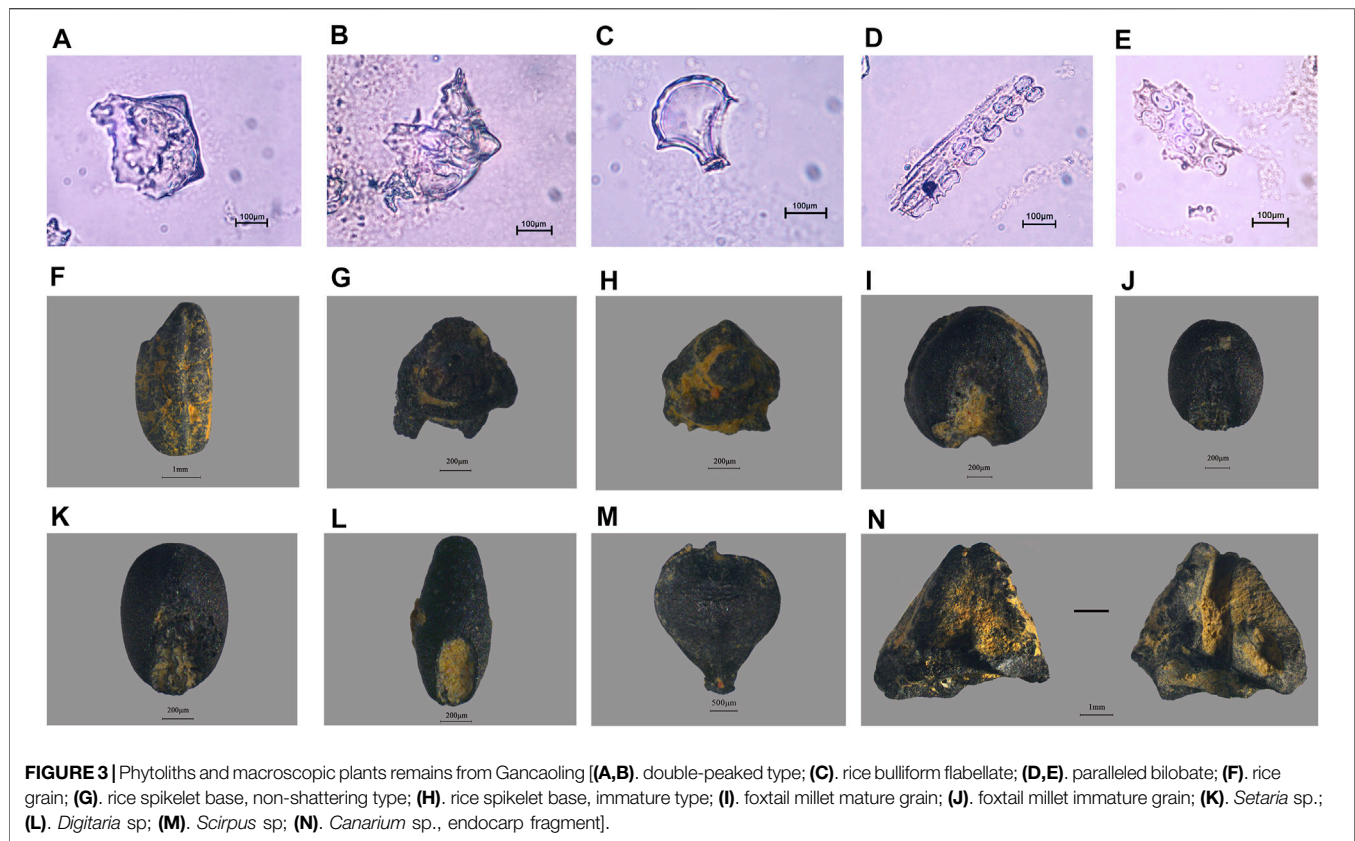 A B C D E
100μm 100μm 100μm 100μm 100μm
F G H I J
1mm 200μm 200μm 200μm 200μm
K L M N
200μm 200μm 500μm 1mm
FIGURE 3 | Phytoliths and macroscopic plants remains from Gancaoling [(A,B). double-peaked type; (C). rice bulliform flabellate; (D,E). paralleled bilobate; (F). rice
grain; (G). rice spikelet base, non-shattering type; (H). rice spikelet base, immature type; (I). foxtail millet mature grain; (J). foxtail millet immature grain; (K). Setaria sp.;
(L). Digitaria sp; (M). Scirpus sp; (N). Canarium sp., endocarp fragment].